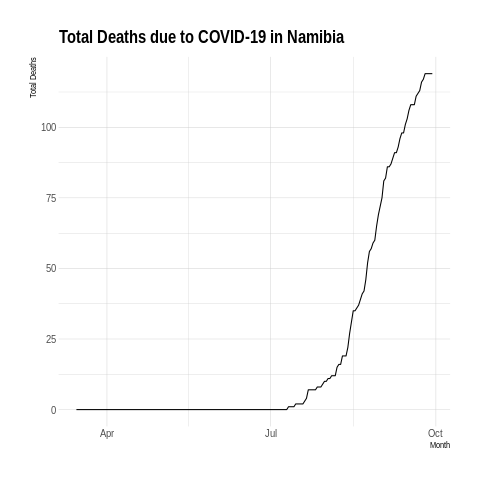 Total Deaths due to COVID-19 in Namibia
Total Deaths
100
75
50
25
0
Apr Jul Oct
Month